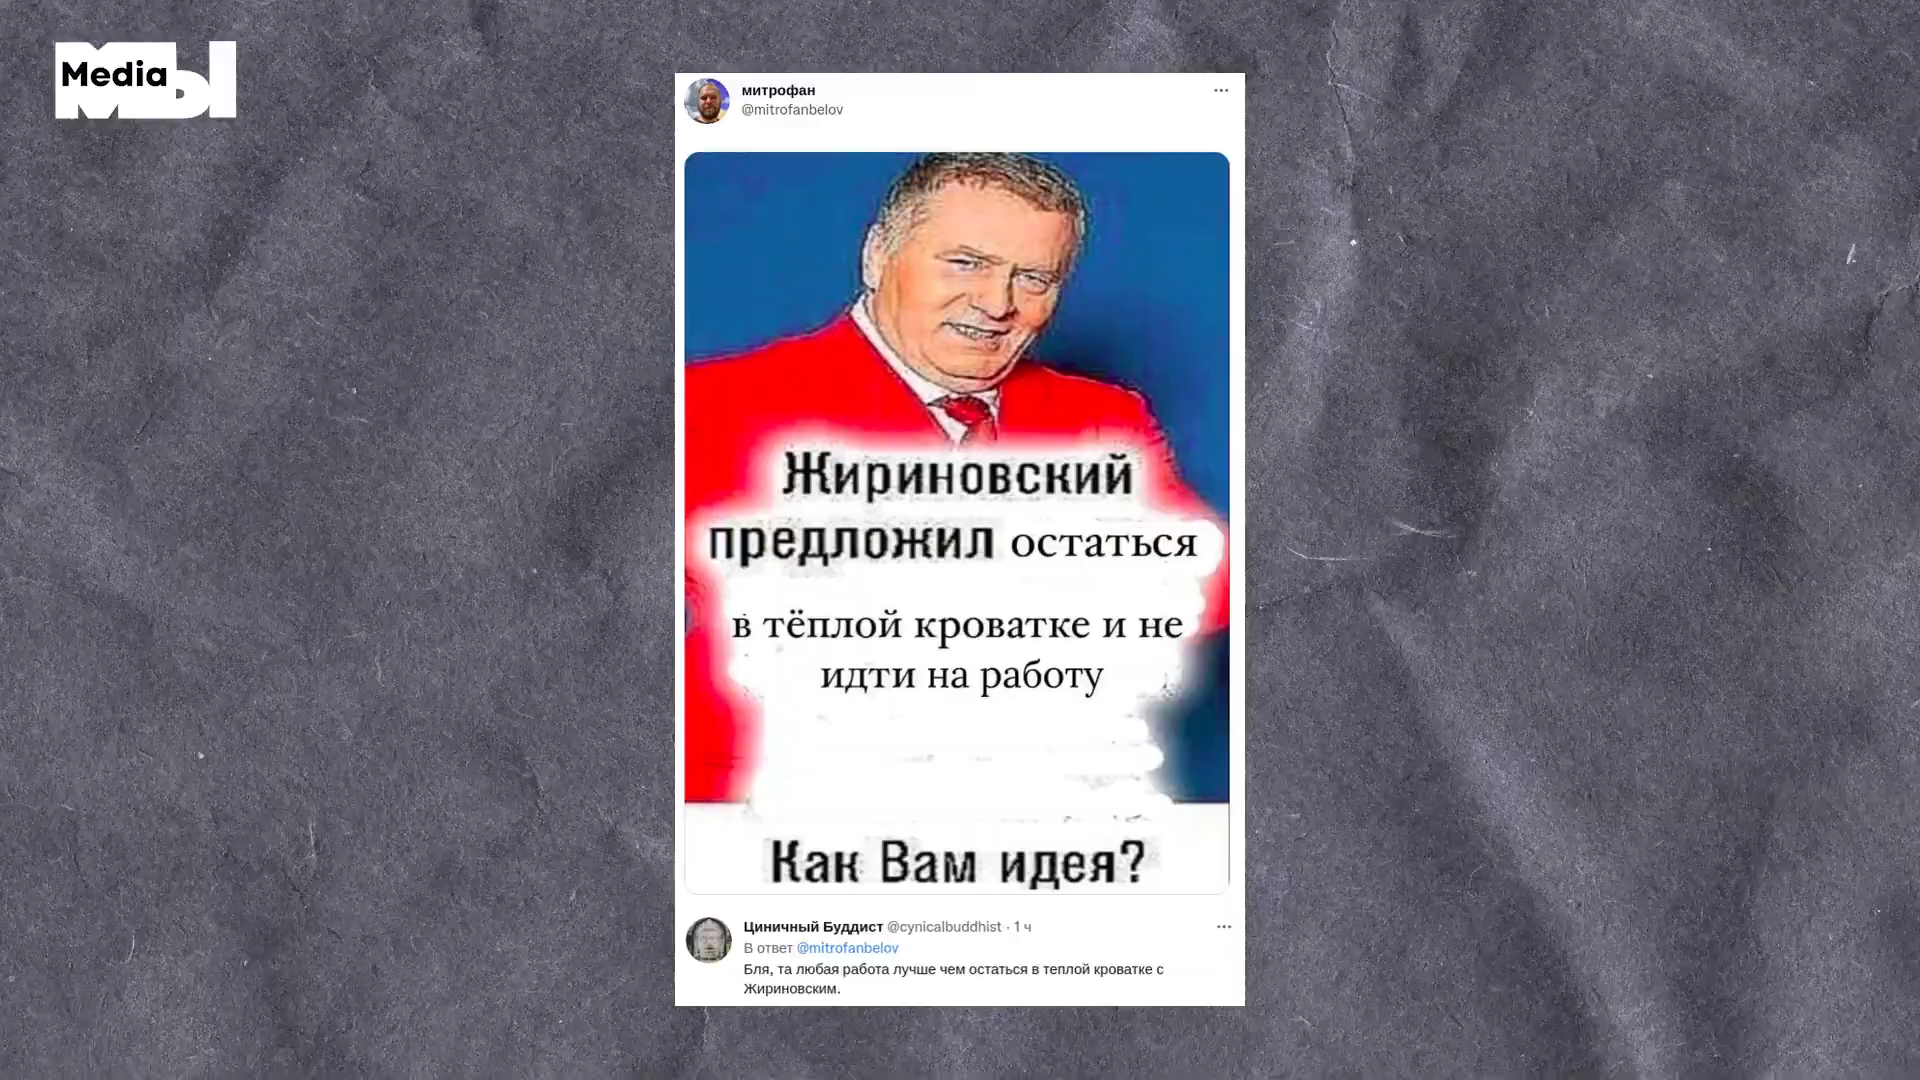 Media
МЫ
митрофан
@mitrofanbelov
Жириновский
предложил остаться
в тёплой кроватке и не
идти на работу
Как Вам идея?
Циничный Буддист @cynicalbuddhist · 1 ч
В ответ @mitrofanbelov
Бля, та любая работа лучше чем остаться в теплой кроватке с
Жириновским.